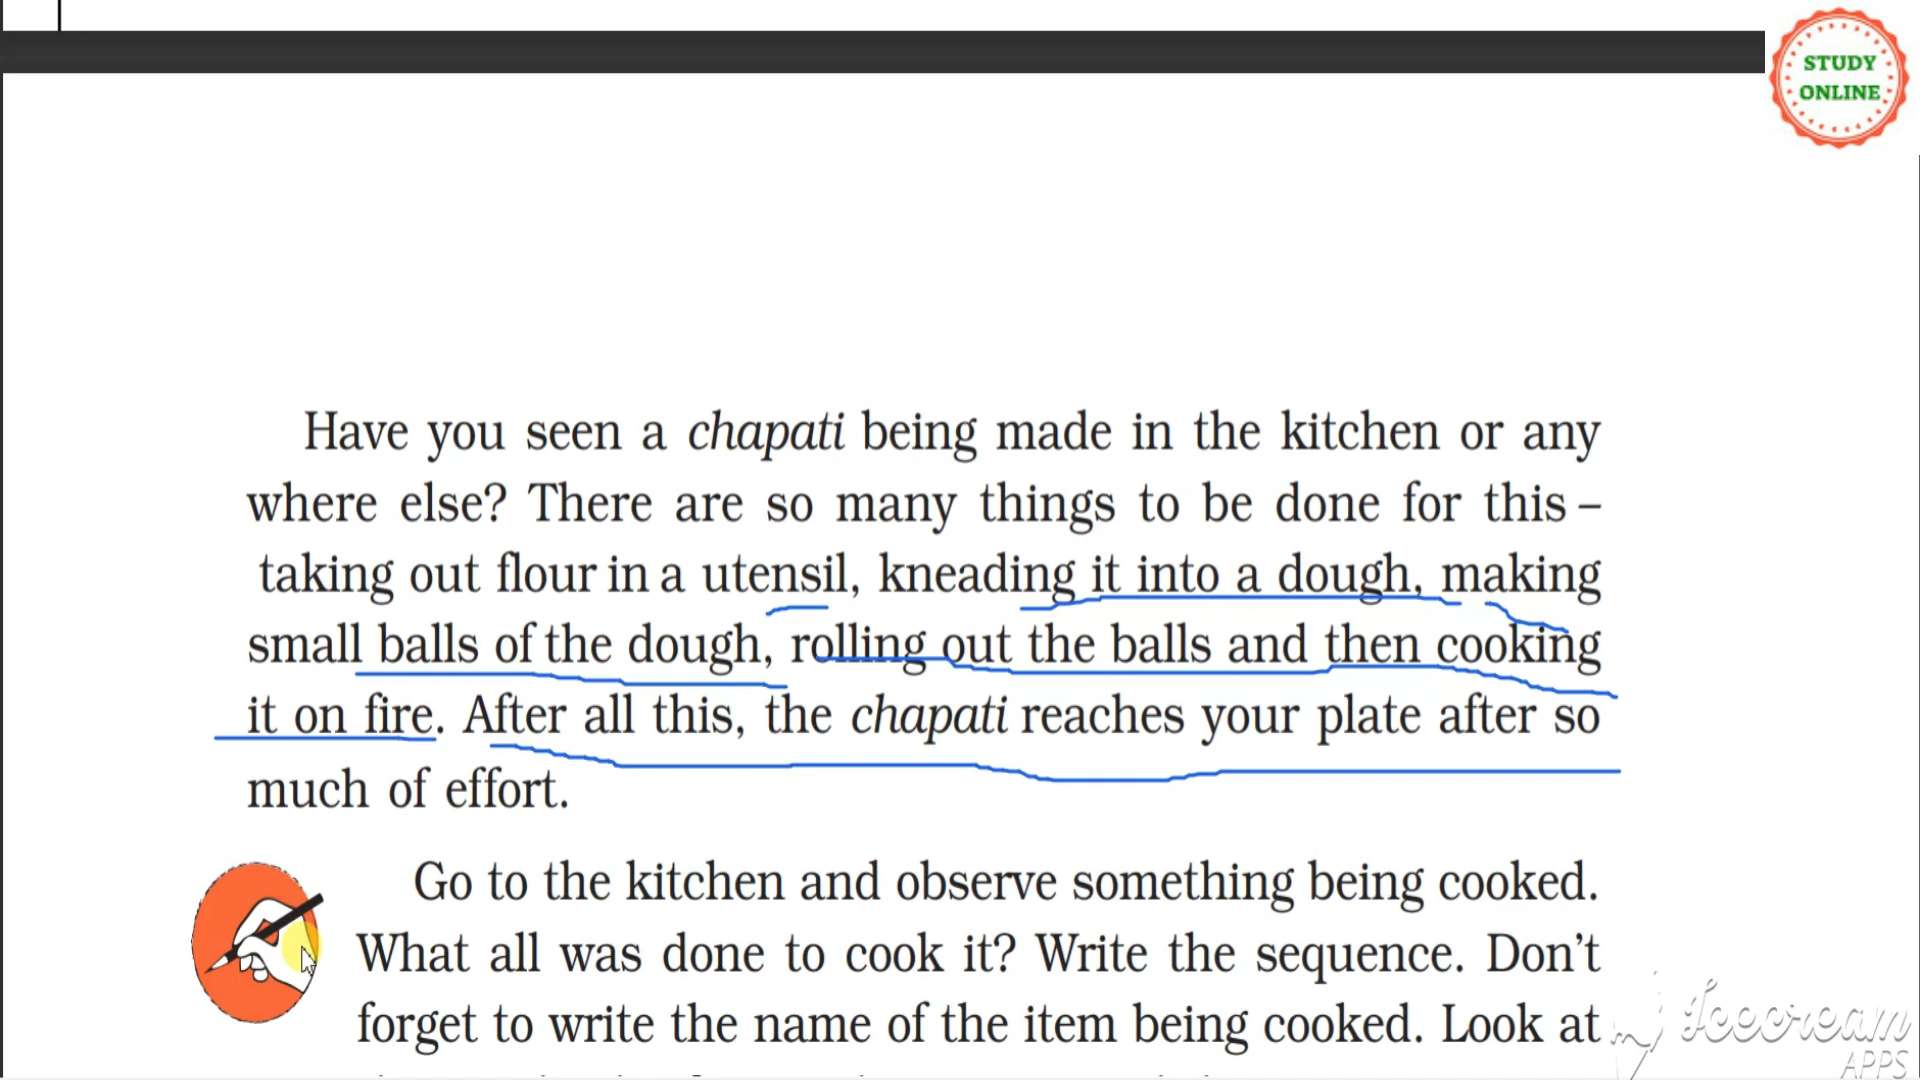 STUDY
ONLINE
Have you seen a chapati being made in the kitchen or any
where else? There are so many things to be done for this –
taking out flour in a utensil, kneading it into a dough, making
small balls of the dough, rolling out the balls and then cooking
it on fire. After all this, the chapati reaches your plate after so
much of effort.
Go to the kitchen and observe something being cooked.
What all was done to cook it? Write the sequence. Don’t
forget to write the name of the item being cooked. Look at
Icecream
APPS